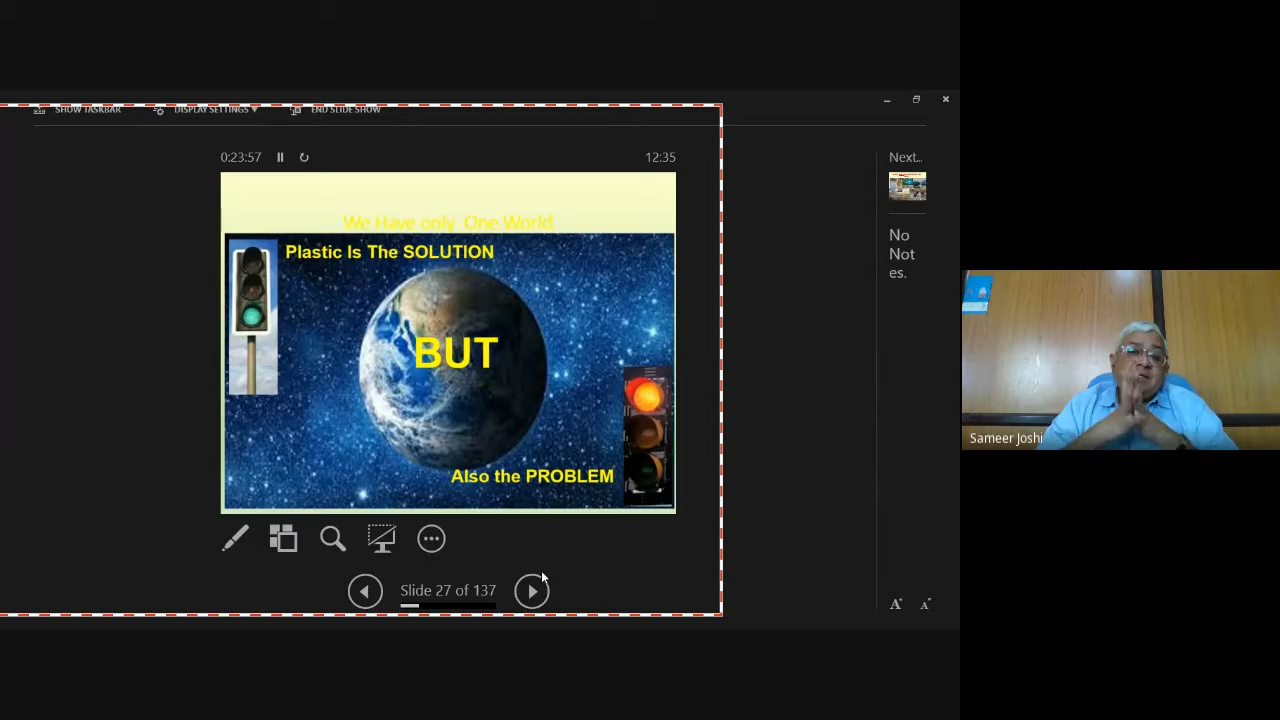 SHOW TASKBAR DISPLAY SETTINGS END SLIDE SHOW
0:23:57 12:35
Next...
We Have only One World
Plastic Is The SOLUTION
BUT
Also the PROBLEM
No
Not
es.
Slide 27 of 137
A A
Sameer Joshi